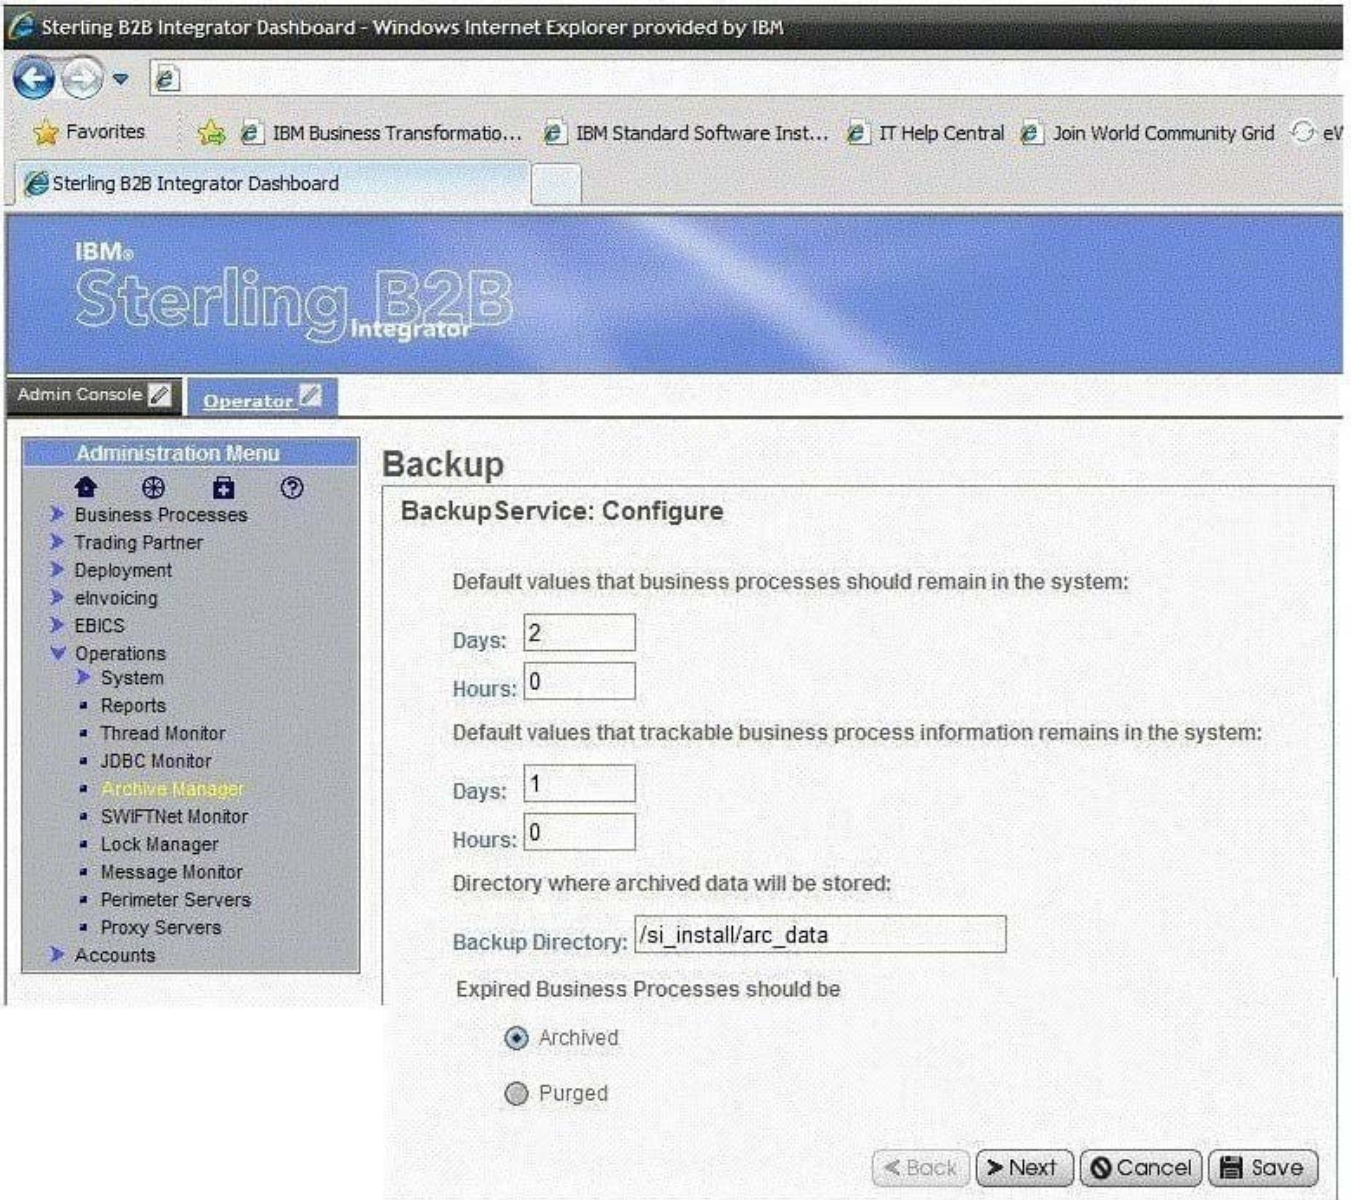 Sterling B2B Integrator Dashboard - Windows Internet Explorer provided by IBM
Favorites IBM Business Transformatio... IBM Standard Software Inst... IT Help Central Join World Community Grid eW
Sterling B2B Integrator Dashboard
IBM®
Sterling B2B
Integrator
Admin Console Operator
Administration Menu
Business Processes
Trading Partner
Deployment
eInvoicing
EBICS
Operations
System
Reports
Thread Monitor
JDBC Monitor
Archive Manager
SWIFTNet Monitor
Lock Manager
Message Monitor
Perimeter Servers
Proxy Servers
Accounts
Backup
BackupService: Configure
Default values that business processes should remain in the system:
Days: 2
Hours: 0
Default values that trackable business process information remains in the system:
Days: 1
Hours: 0
Directory where archived data will be stored:
Backup Directory: /si_install/arc_data
Expired Business Processes should be
Archived
Purged
Back Next Cancel Save